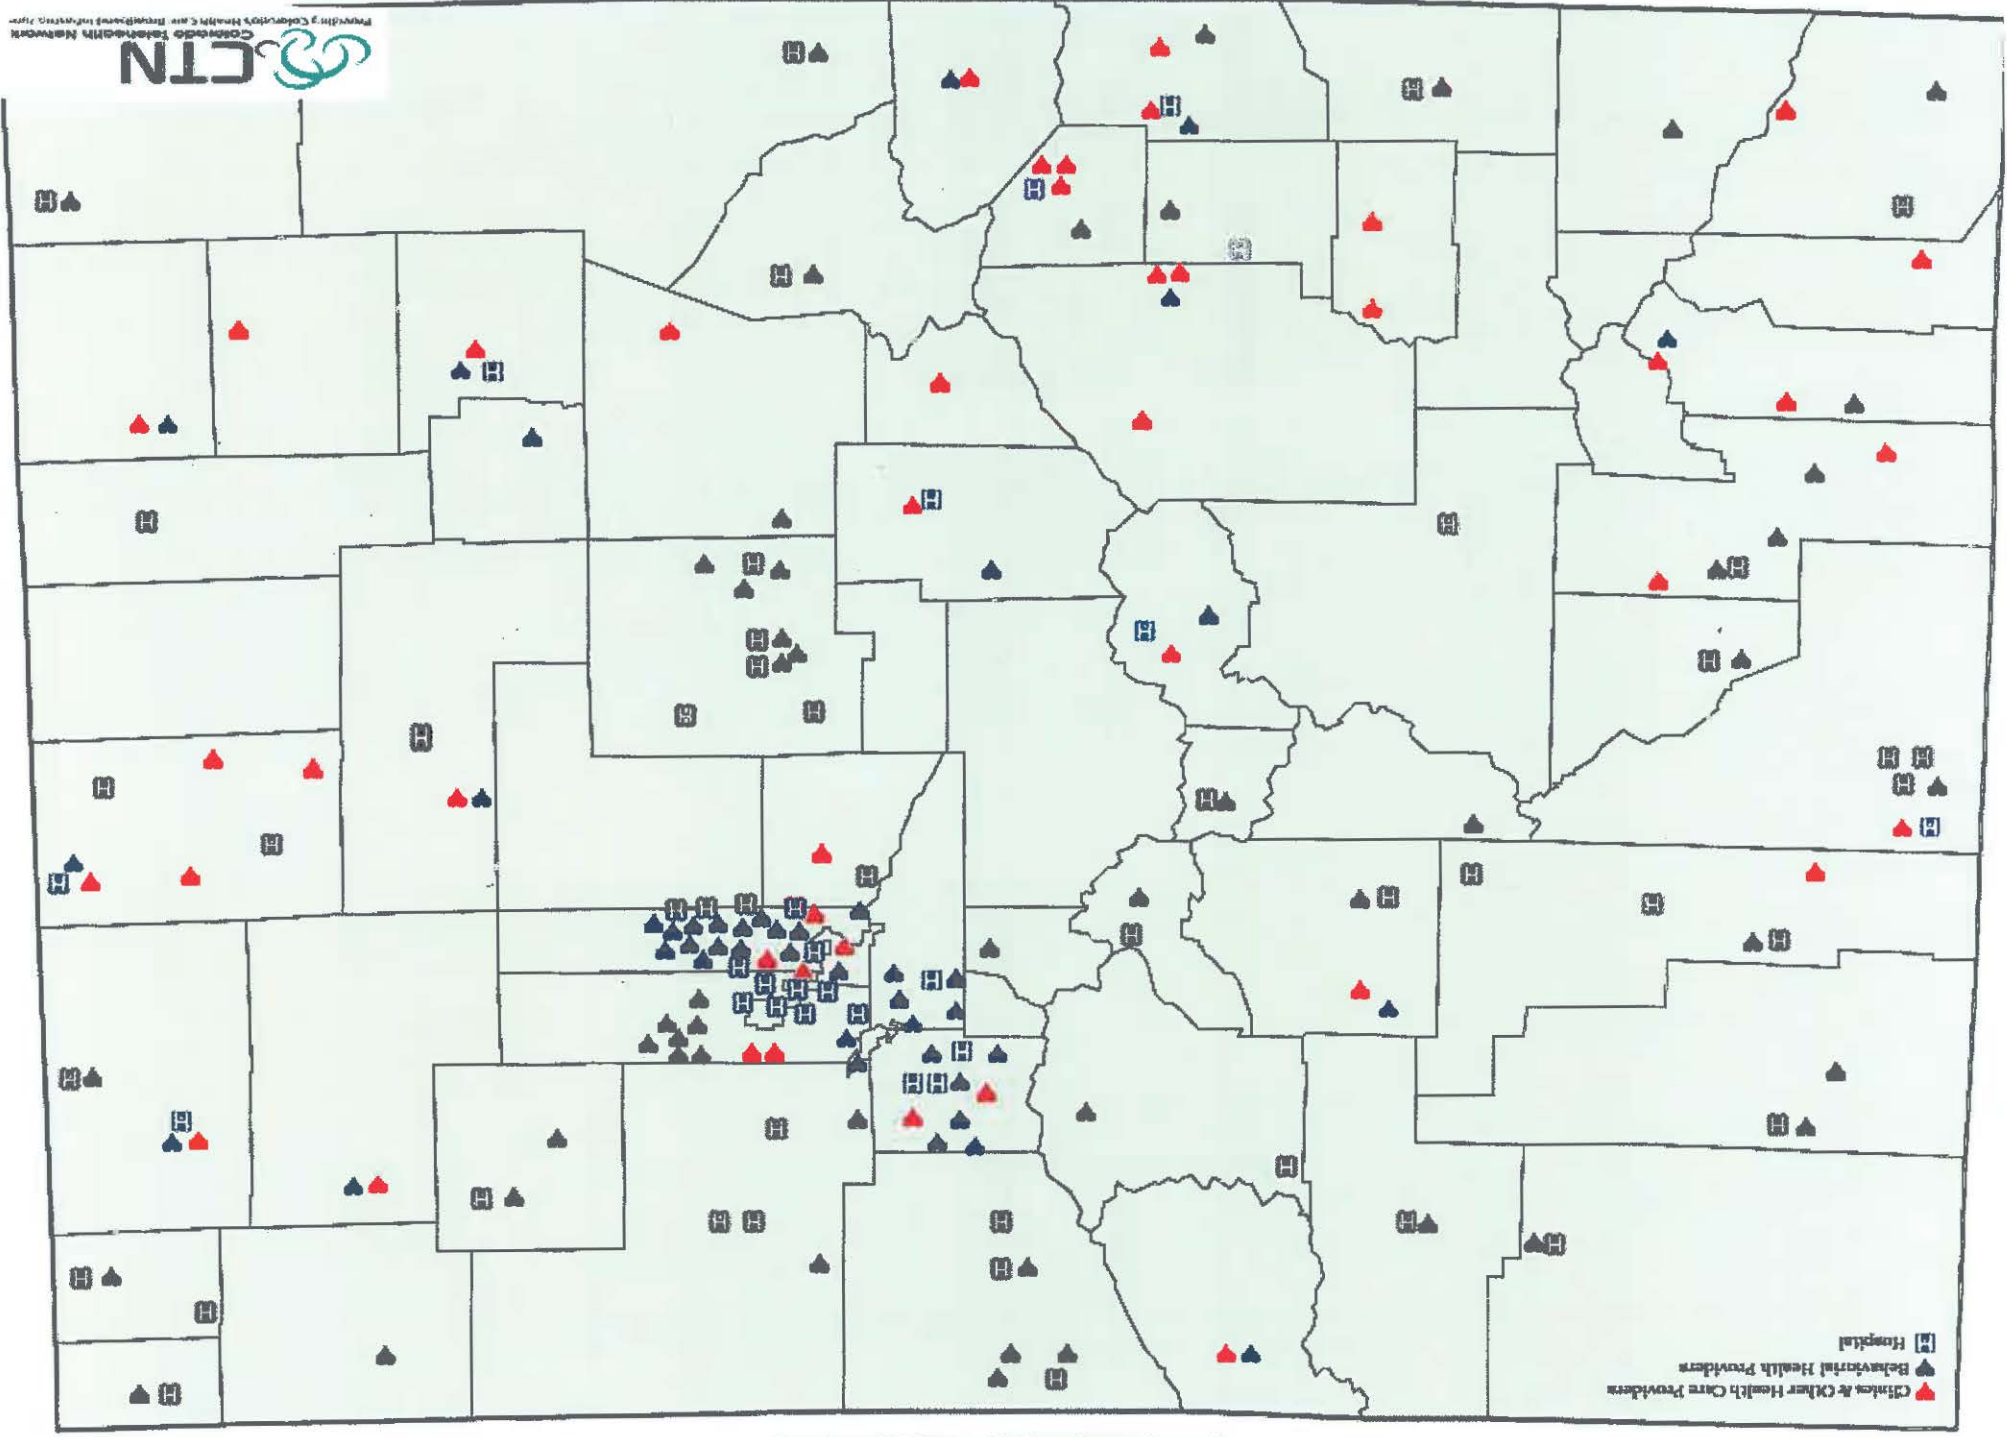 Clinics & Other Health Care Providers
Behavioral Health Providers
Hospital
CTN
Colorado Telehealth Network